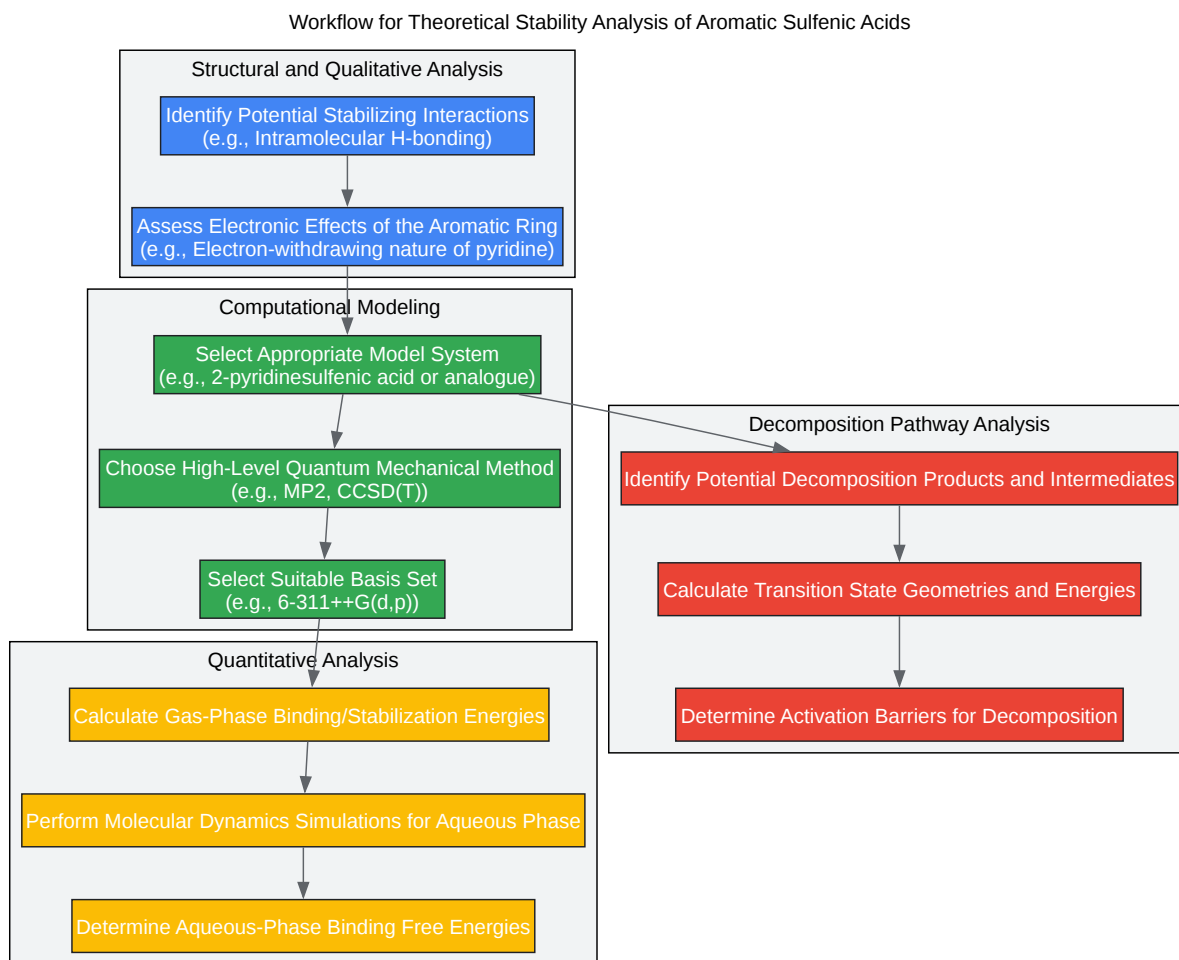 Workflow for Theoretical Stability Analysis of Aromatic Sulfenic Acids
Structural and Qualitative Analysis
Identify Potential Stabilizing Interactions
(e.g., Intramolecular H-bonding)
Assess Electronic Effects of the Aromatic Ring
(e.g., Electron-withdrawing nature of pyridine)
Computational Modeling
Select Appropriate Model System
(e.g., 2-pyridinesulfenic acid or analogue)
Choose High-Level Quantum Mechanical Method
(e.g., MP2, CCSD(T))
Select Suitable Basis Set
(e.g., 6-311++G(d,p))
Quantitative Analysis
Calculate Gas-Phase Binding/Stabilization Energies
Perform Molecular Dynamics Simulations for Aqueous Phase
Determine Aqueous-Phase Binding Free Energies
Decomposition Pathway Analysis
Identify Potential Decomposition Products and Intermediates
Calculate Transition State Geometries and Energies
Determine Activation Barriers for Decomposition